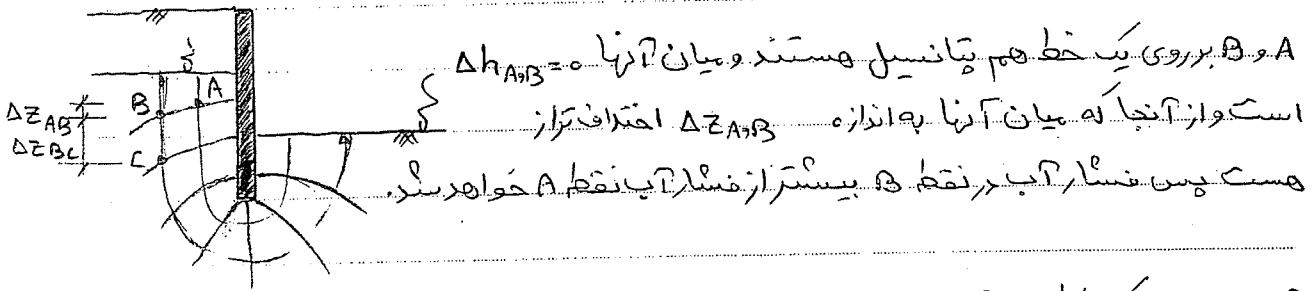 A و B بر روی یک خط هم پتانسیل هستند و میان آنها Δh_{A,B}=0
است و از آنجا که میان آنها به اندازه ΔZ_{A,B} اختلاف تراز
هست پس فشار آب در نقطه B بیشتر از فشار آب نقطه A خواهد شد.
A
B
ΔZ_{AB}
ΔZ_{BC}
C